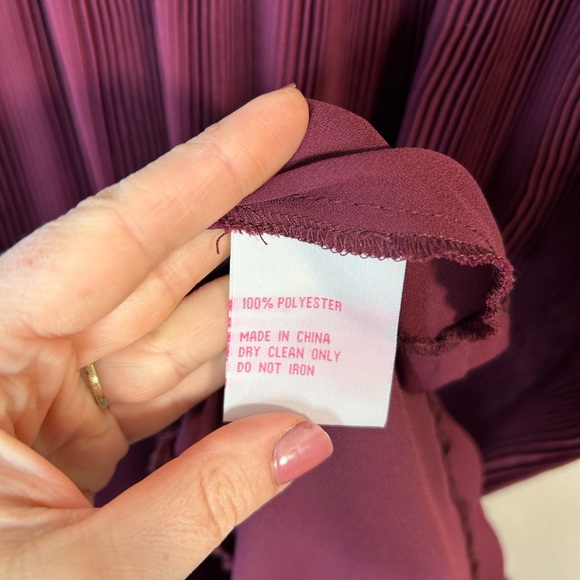 100% POLYESTER
MADE IN CHINA
DRY CLEAN ONLY
DO NOT IRON